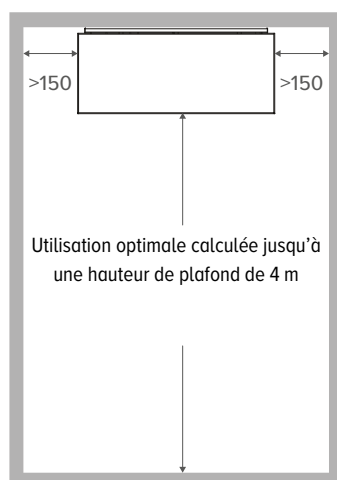 >150
>150
Utilisation optimale calculée jusqu'à
une hauteur de plafond de 4 m